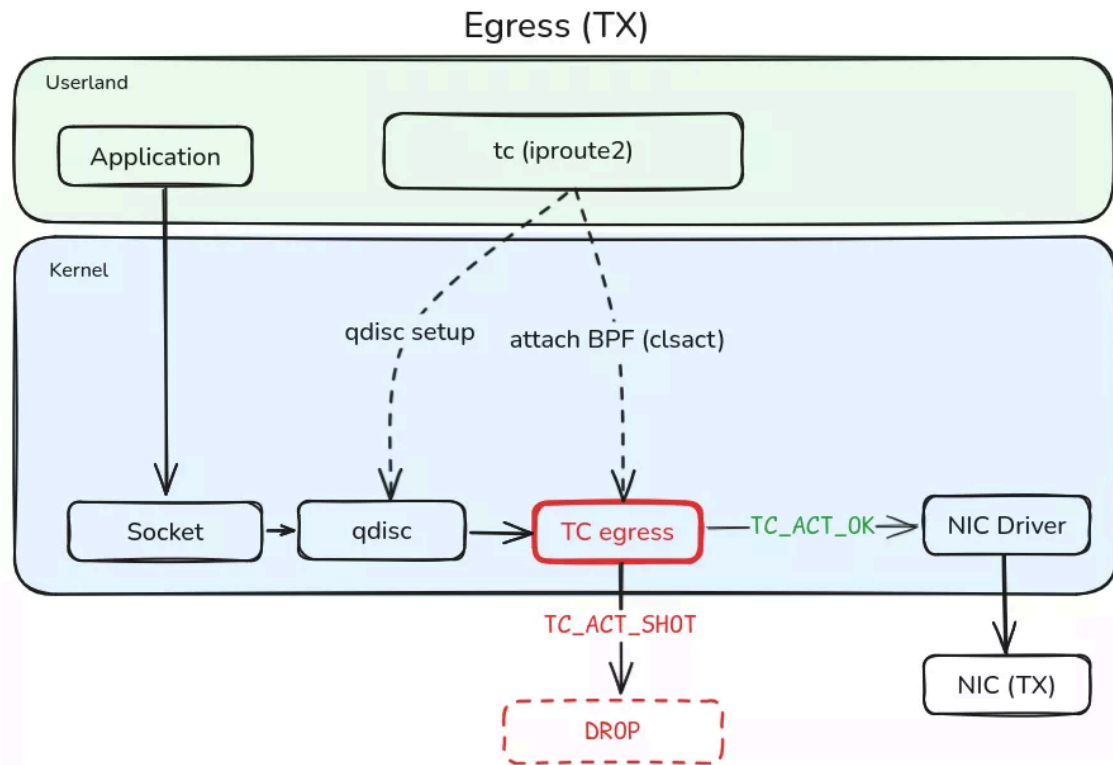 Egress (TX)
Userland
Application
tc (iproute2)
Kernel
qdisc setup
attach BPF (clsact)
Socket
qdisc
TC egress
TC_ACT_OK
NIC Driver
TC_ACT_SHOT
NIC (TX)
DROP